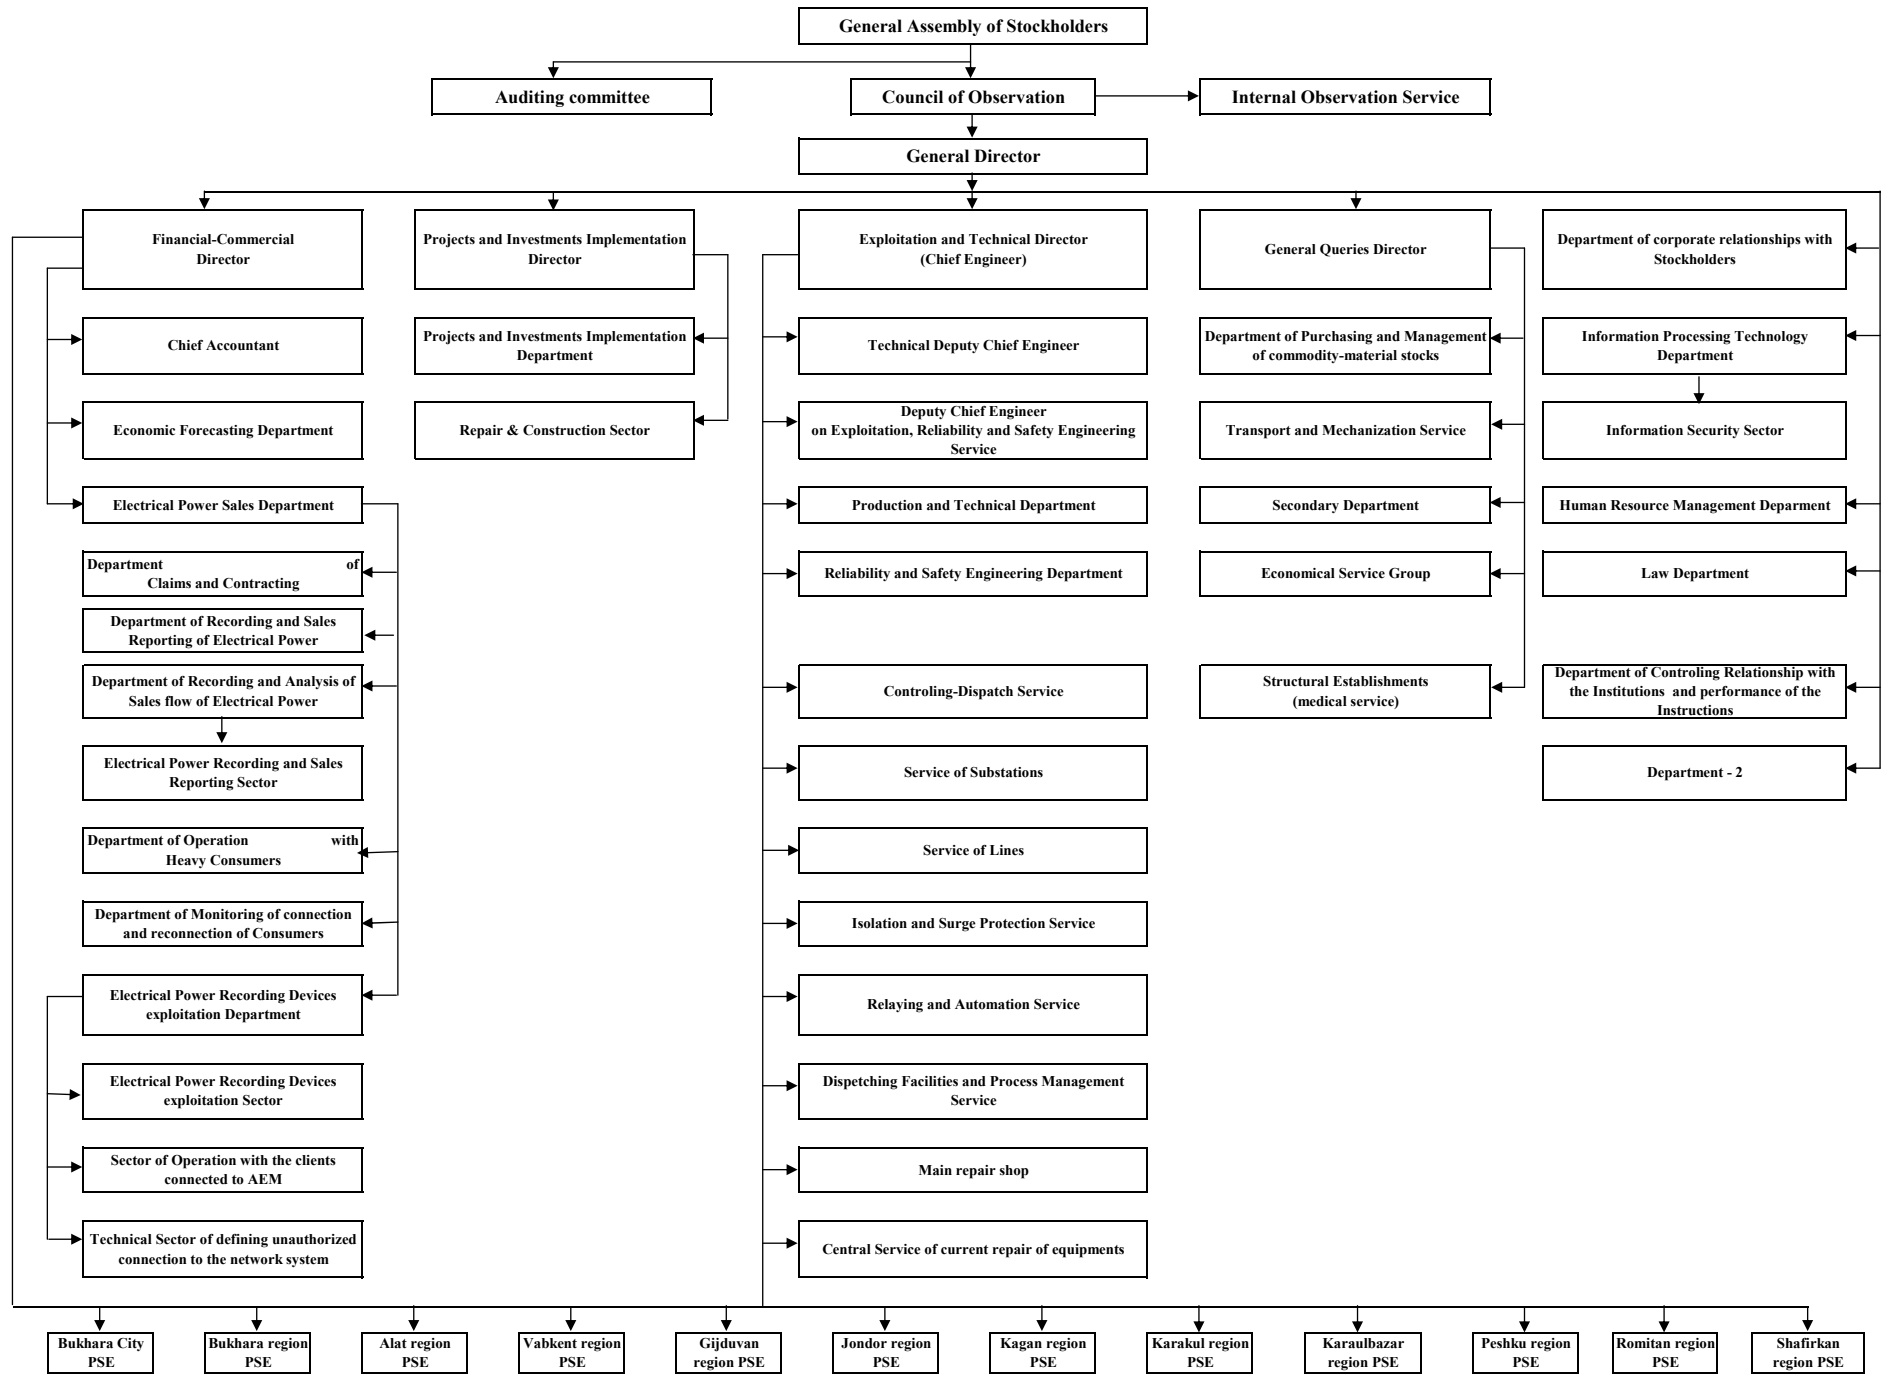 General Assembly of Stockholders
Auditing committee
Council of Observation
Internal Observation Service
General Director
Financial-Commercial
Director
Projects and Investments Implementation
Director
Exploitation and Technical Director
(Chief Engineer)
General Queries Director
Department of corporate relationships with
Stockholders
Chief Accountant
Projects and Investments Implementation
Department
Technical Deputy Chief Engineer
Department of Purchasing and Management
of commodity-material stocks
Information Processing Technology
Department
Economic Forecasting Department
Repair & Construction Sector
Deputy Chief Engineer
on Exploitation, Reliability and Safety Engineering
Service
Transport and Mechanization Service
Information Security Sector
Electrical Power Sales Department
Production and Technical Department
Secondary Department
Human Resource Management Deparment
Department of
Claims and Contracting
Reliability and Safety Engineering Department
Economical Service Group
Law Department
Department of Recording and Sales
Reporting of Electrical Power
Department of Recording and Analysis of
Sales flow of Electrical Power
Controling-Dispatch Service
Structural Establishments
(medical service)
Department of Controling Relationship with
the Institutions and performance of the
Instructions
Electrical Power Recording and Sales
Reporting Sector
Service of Substations
Department - 2
Department of Operation with
Heavy Consumers
Service of Lines
Department of Monitoring of connection
and reconnection of Consumers
Isolation and Surge Protection Service
Electrical Power Recording Devices
exploitation Department
Relaying and Automation Service
Electrical Power Recording Devices
exploitation Sector
Dispetching Facilities and Process Management
Service
Sector of Operation with the clients
connected to AEM
Main repair shop
Technical Sector of defining unauthorized
connection to the network system
Central Service of current repair of equipments
Bukhara City
PSE
Bukhara region
PSE
Alat region
PSE
Vabkent region
PSE
Gijduvan
region PSE
Jondor region
PSE
Kagan region
PSE
Karakul region
PSE
Karaulbazar
region PSE
Peshku region
PSE
Romitan region
PSE
Shafirkan
region PSE